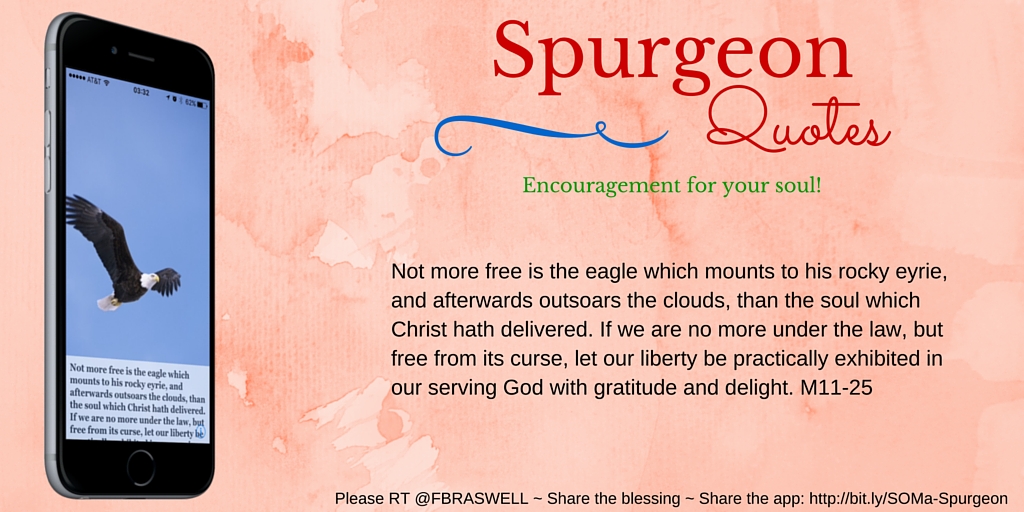 Spurgeon
Quotes
Encouragement for your soul!
Not more free is the eagle which mounts to his rocky eyrie,
and afterwards outsoars the clouds, than the soul which
Christ hath delivered. If we are no more under the law, but
free from its curse, let our liberty be practically exhibited in
our serving God with gratitude and delight. M11-25
AT&T 03:32 62%
Not more free is the eagle which
mounts to his rocky eyrie, and
afterwards outsoars the clouds, than
the soul which Christ hath delivered.
If we are no more under the law, but
free from its curse, let our liberty be
Please RT @FBRASWELL ~ Share the blessing ~ Share the app: http://bit.ly/SOMa-Spurgeon